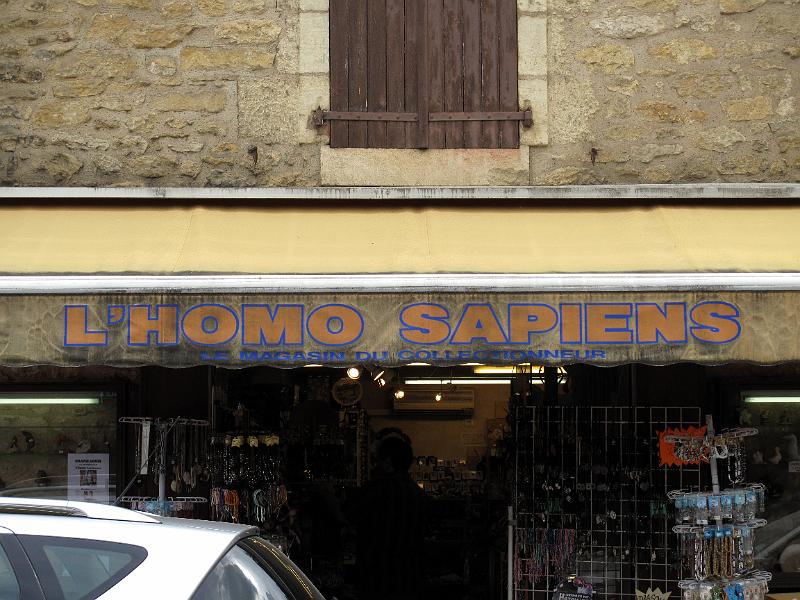 L'HOMO SAPIENS
LE MAGASIN DU COLLECTIONNEUR